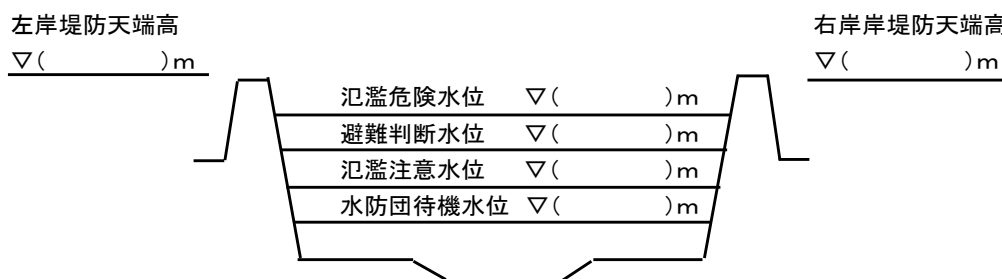 左岸堤防天端高
▽(　　　　)m
右岸岸堤防天端高
▽(　　　　)m
氾濫危険水位　▽(　　　　)m
避難判断水位　▽(　　　　)m
氾濫注意水位　▽(　　　　)m
水防団待機水位　▽(　　　　)m